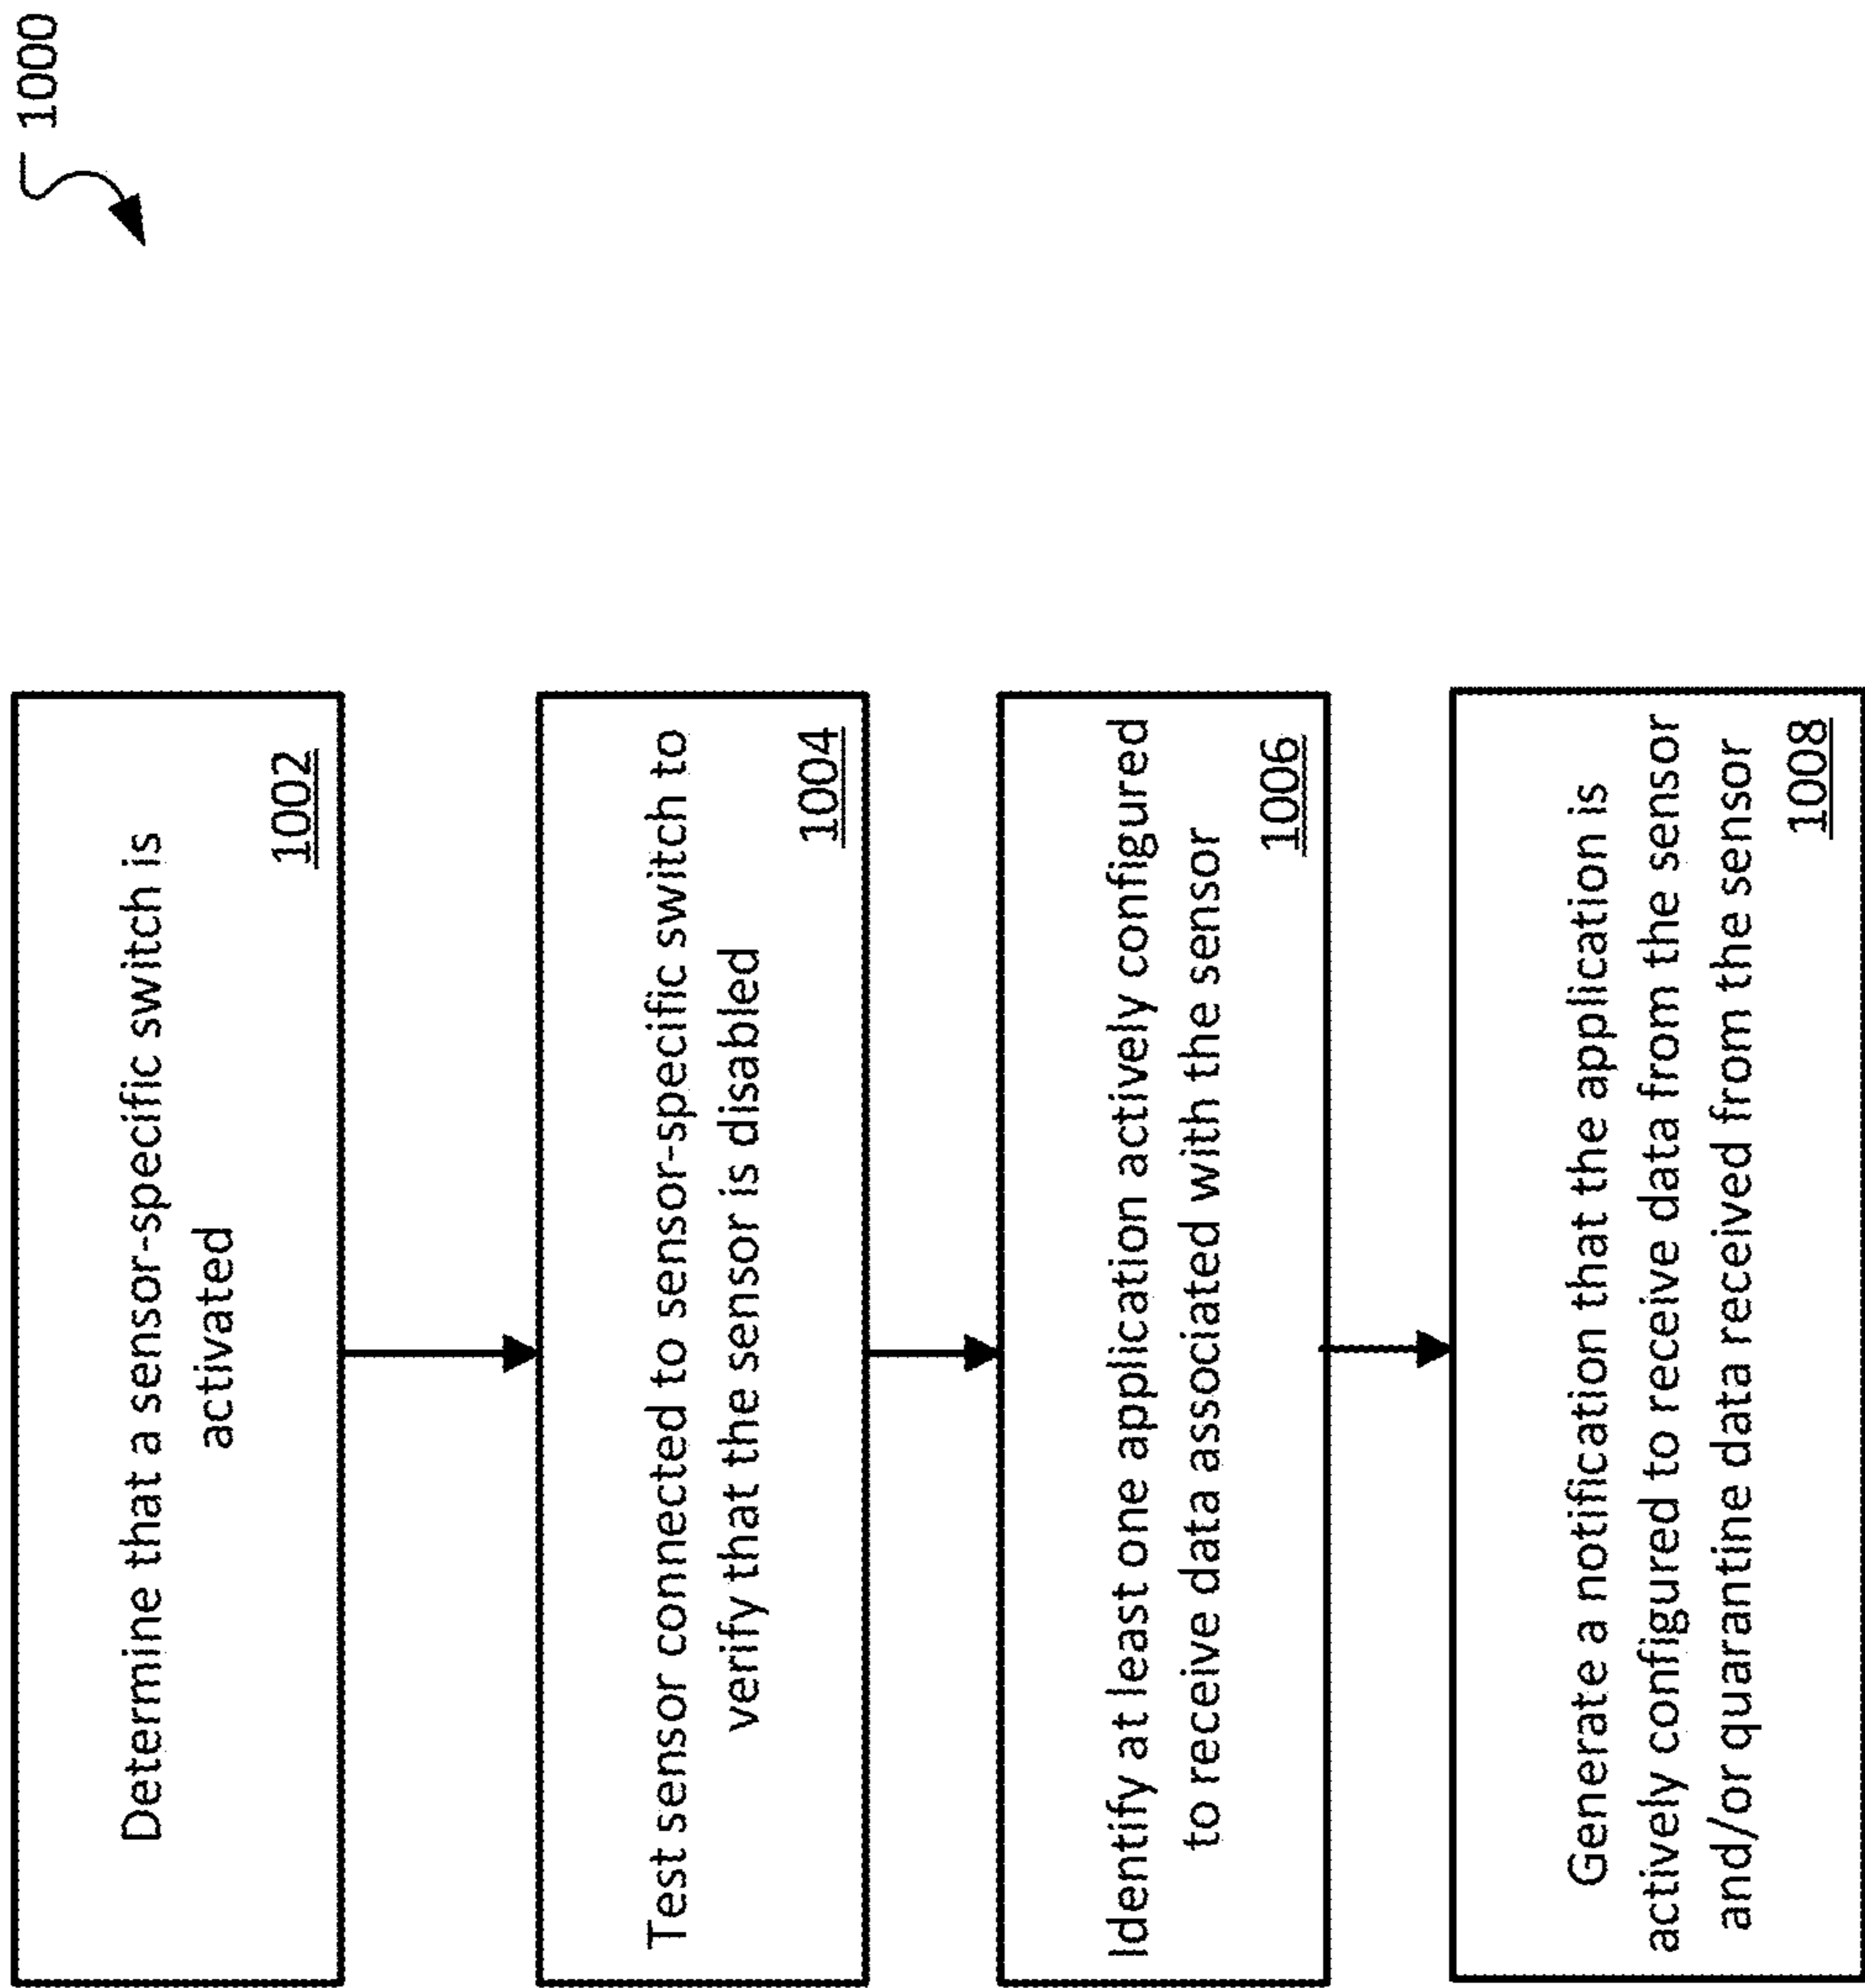 1000
Determine that a sensor-specific switch is
activated
1002
Test sensor connected to sensor-specific switch to
verify that the sensor is disabled
1004
Identify at least one application actively configured
to receive data associated with the sensor
1006
Generate a notification that the application is
actively configured to receive data from the sensor
and/or quarantine data received from the sensor
1008